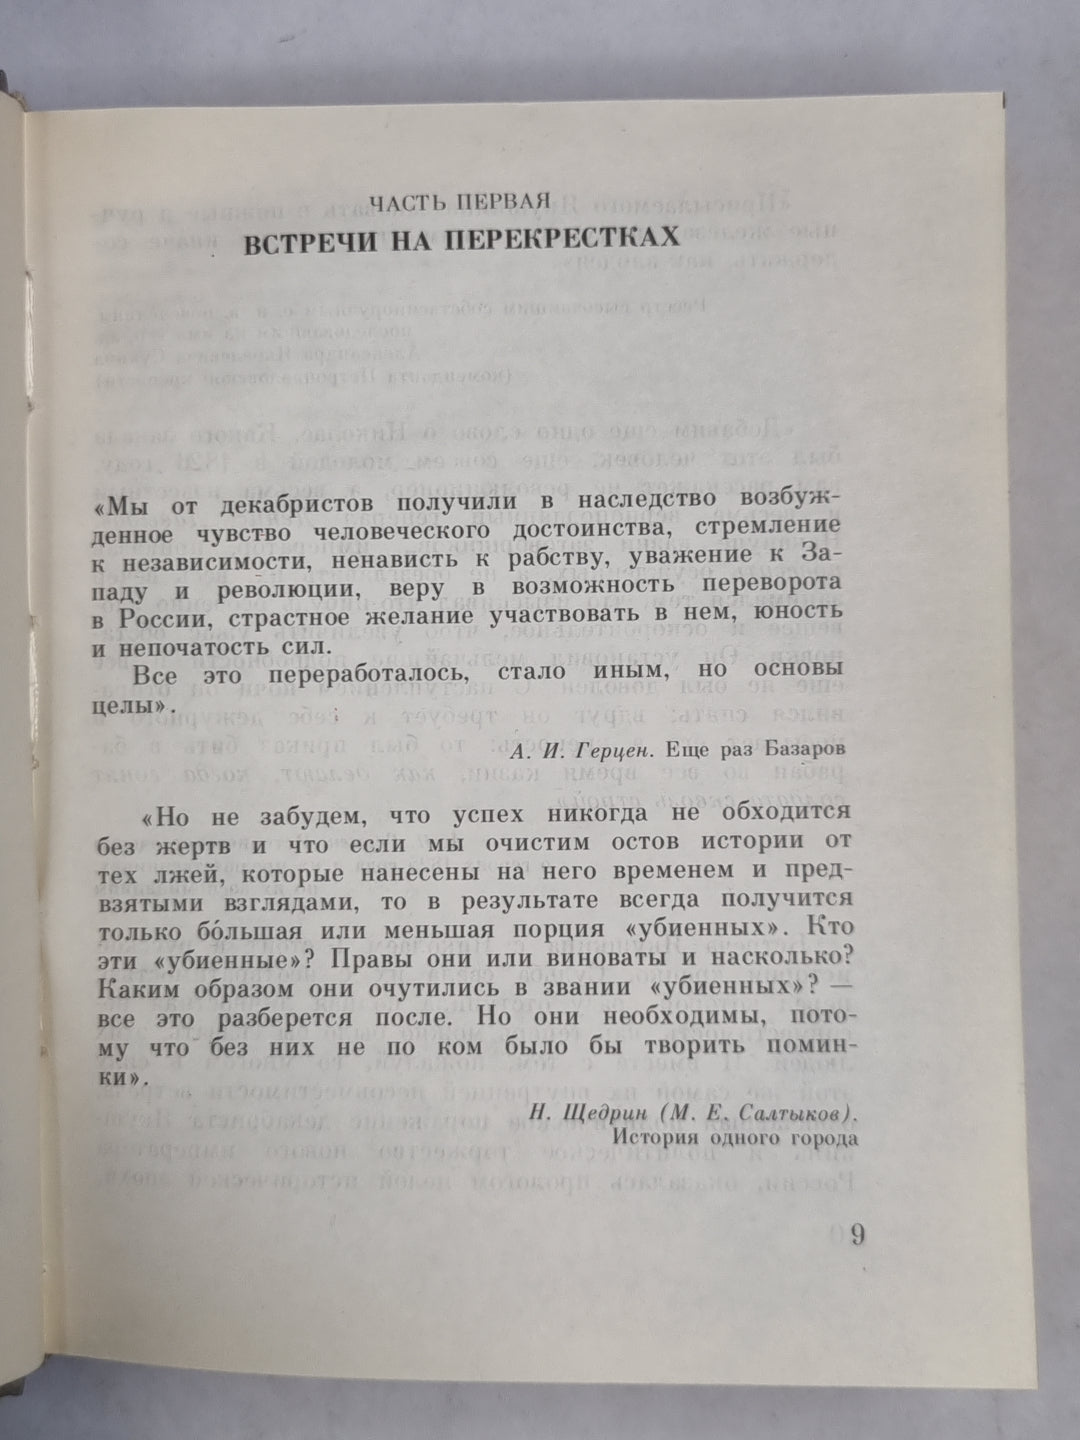 ЧАСТЬ ПЕРВАЯ
ВСТРЕЧИ НА ПЕРЕКРЕСТКАХ
«Мы от декабристов получили в наследство возбуж-
денное чувство человеческого достоинства, стремление
к независимости, ненависть к рабству, уважение к За-
паду и революции, веру в возможность переворота
в России, страстное желание участвовать в нем, юность
и непочатость сил.
Все это переработалось, стало иным, но основы
целы».
А. И. Герцен. Еще раз Базаров
«Но не забудем, что успех никогда не обходится
без жертв и что если мы очистим остов истории от
тех лжей, которые нанесены на него временем и пред-
взятыми взглядами, то в результате всегда получится
только бо́льшая или меньшая порция «убиенных». Кто
эти «убиенные»? Правы они или виноваты и насколько?
Каким образом они очутились в звании «убиенных»? —
все это разберется после. Но они необходимы, пото-
му что без них не по ком было бы творить помин-
ки».
Н. Щедрин (М. Е. Салтыков).
История одного города
9